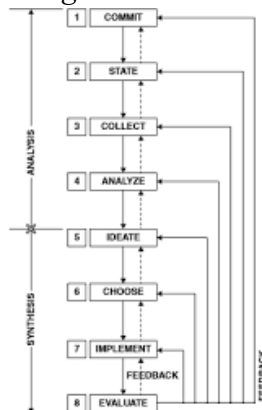 1 COMMIT
2 STATE
3 COLLECT
ANALYSIS
4 ANALYZE
5 IDEATE
6 CHOOSE
SYNTHESIS
7 IMPLEMENT
FEEDBACK
FEEDBACK
8 EVALUATE